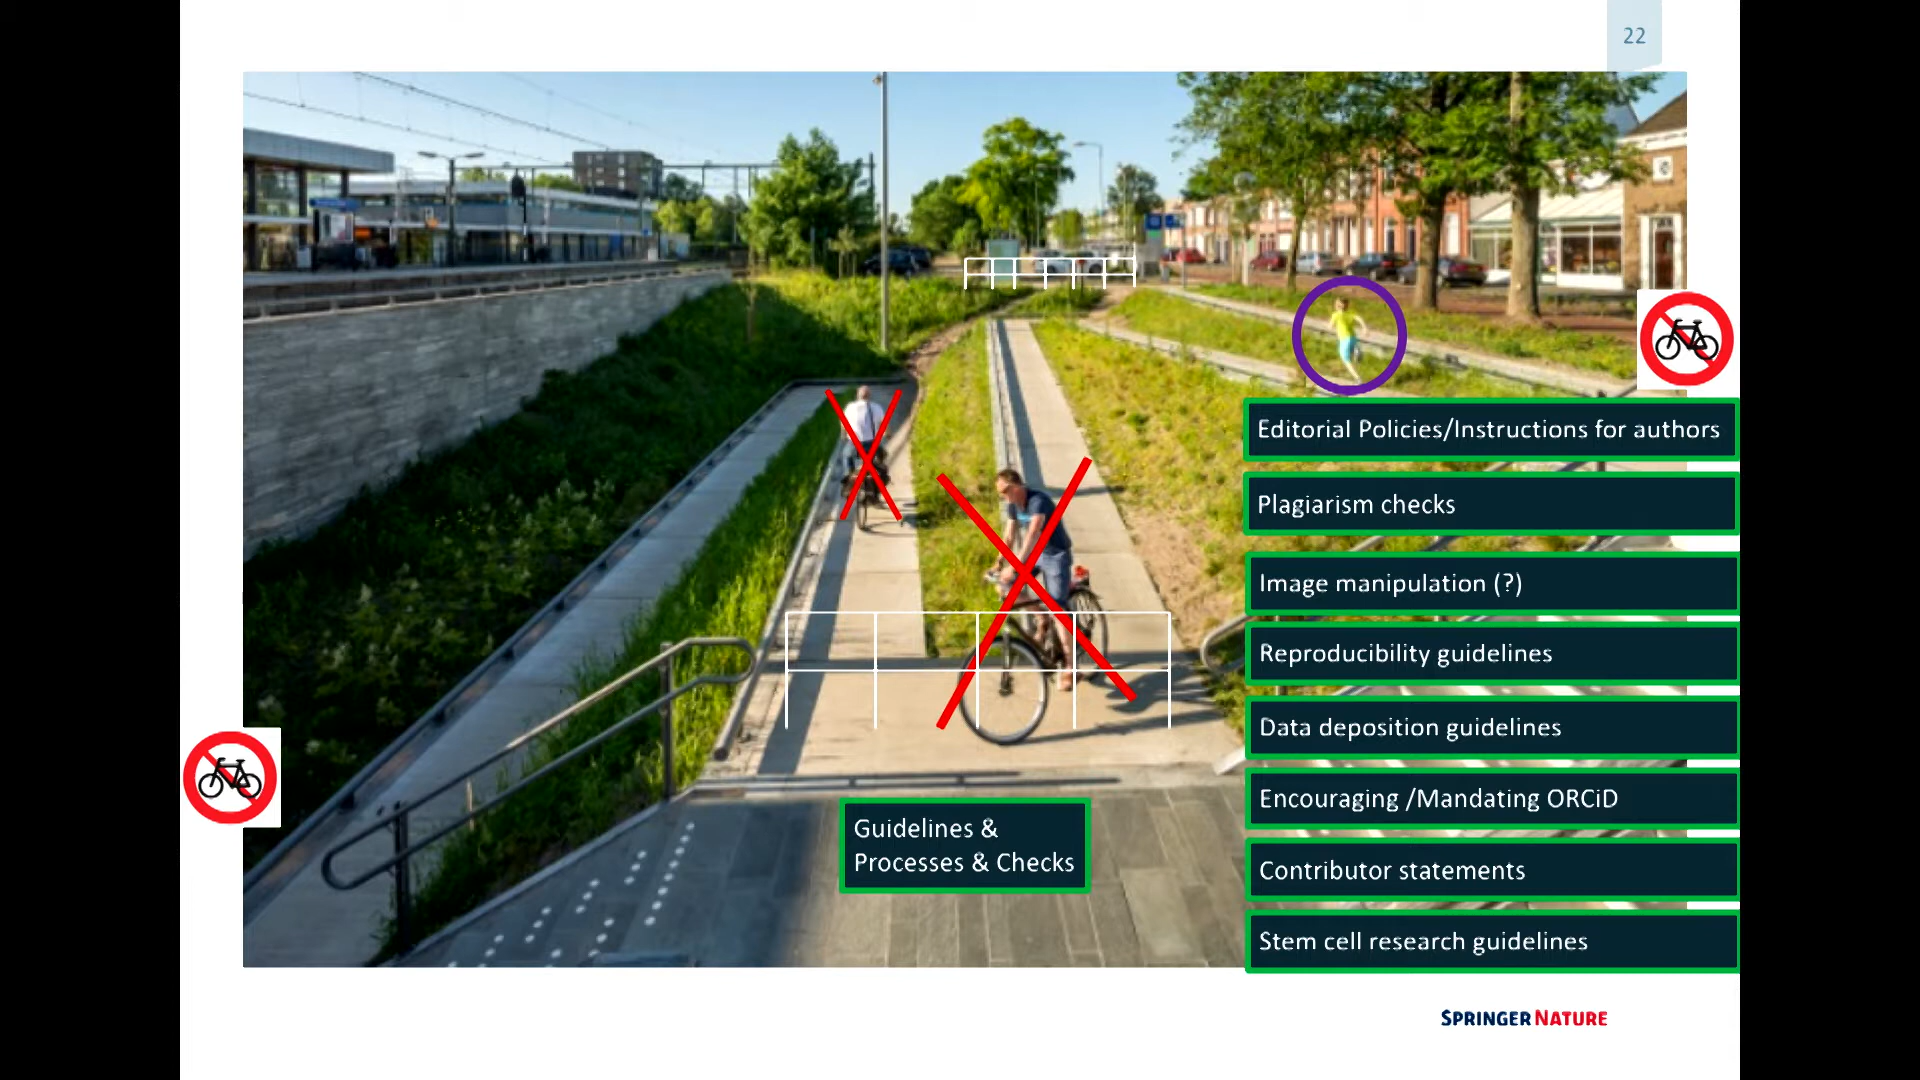 22
Editorial Policies/Instructions for authors
Plagiarism checks
Image manipulation (?)
Reproducibility guidelines
Data deposition guidelines
Encouraging /Mandating ORCiD
Contributor statements
Stem cell research guidelines
Guidelines &
Processes & Checks
SPRINGER NATURE